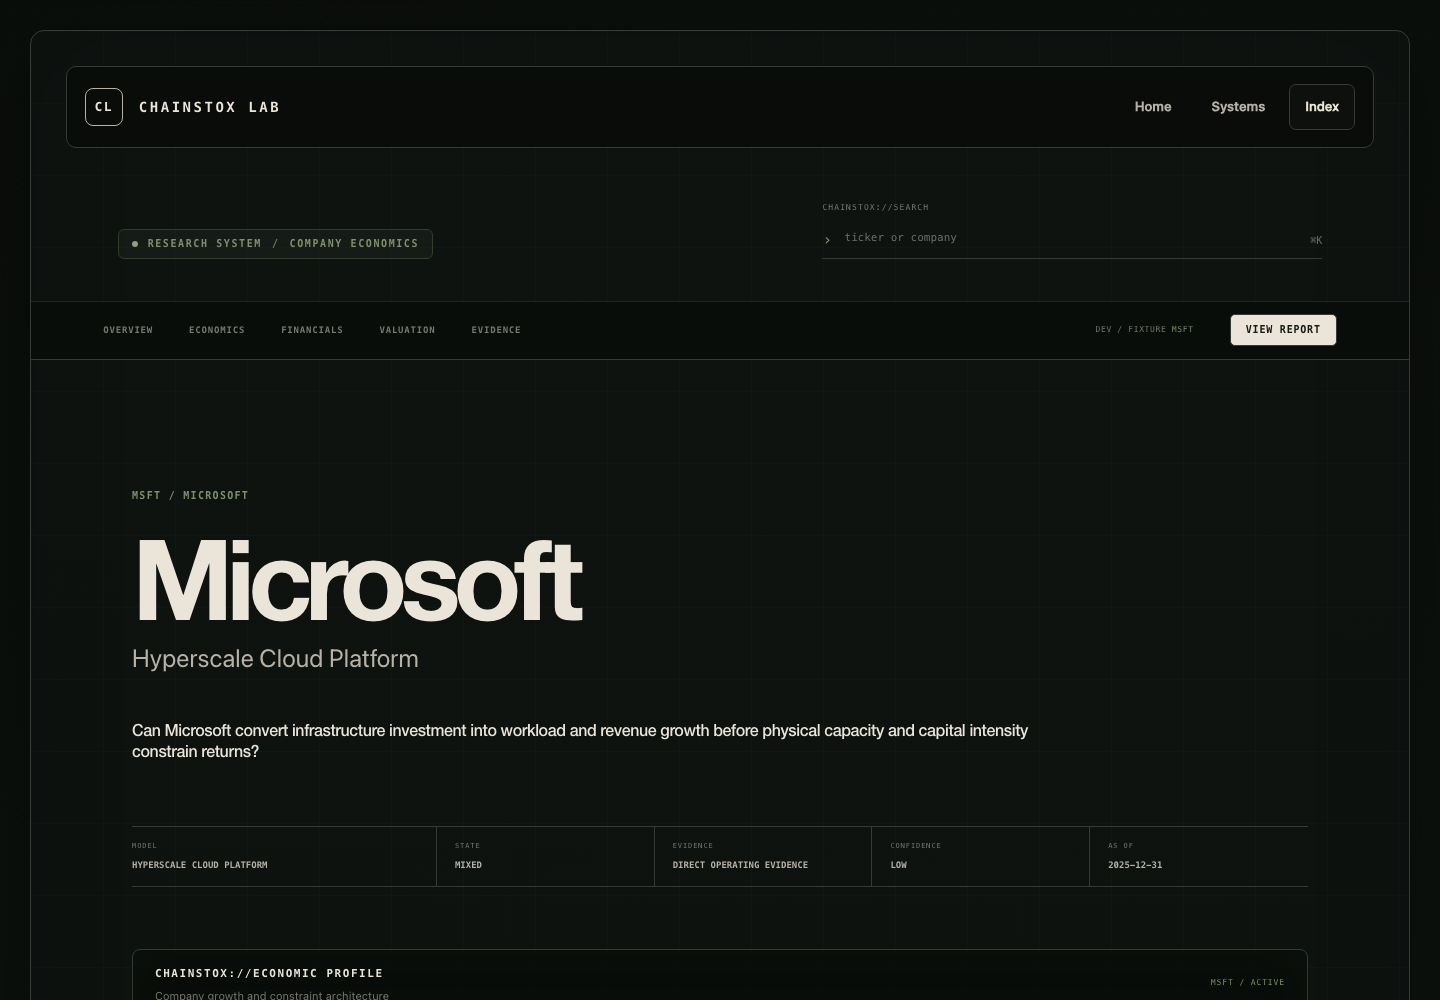 CL CHAINSTOX LAB Home Systems Index
CHAINSTOX://SEARCH
RESEARCH SYSTEM / COMPANY ECONOMICS
› ticker or company ⌘K
OVERVIEW ECONOMICS FINANCIALS VALUATION EVIDENCE DEV / FIXTURE MSFT VIEW REPORT
MSFT / MICROSOFT
Microsoft
Hyperscale Cloud Platform
Can Microsoft convert infrastructure investment into workload and revenue growth before physical capacity and capital intensity
constrain returns?
MODEL STATE EVIDENCE CONFIDENCE AS OF
HYPERSCALE CLOUD PLATFORM MIXED DIRECT OPERATING EVIDENCE LOW 2025-12-31
CHAINSTOX://ECONOMIC PROFILE
MSFT / ACTIVE
Company growth and constraint architecture